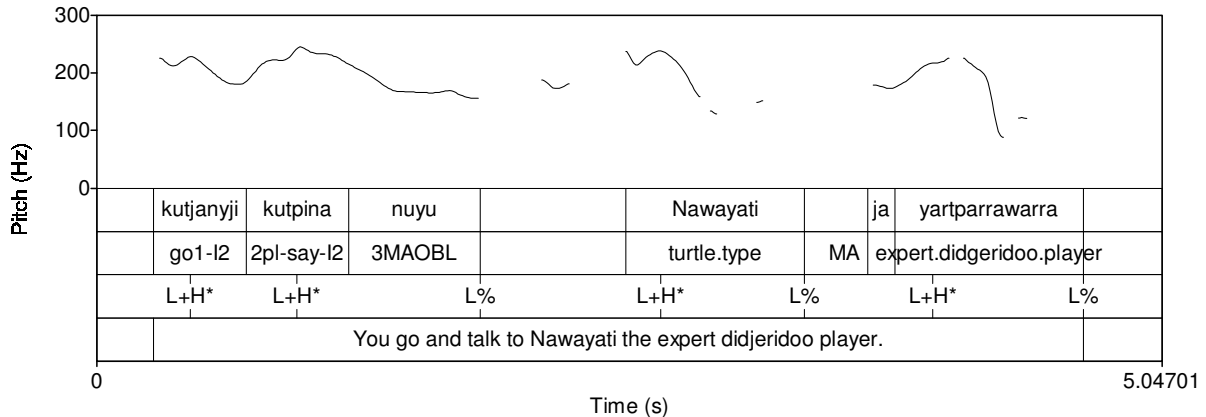 300
200
100
0
Pitch (Hz)
kutjanyji kutpina nuyu Nawayati ja yartparrawarra
go1-I2 2pl-say-I2 3MAOBL turtle.type MA expert.didgeridoo.player
L+H* L+H* L% L+H* L% L+H* L%
You go and talk to Nawayati the expert didjeridoo player.
0 5.04701
Time (s)